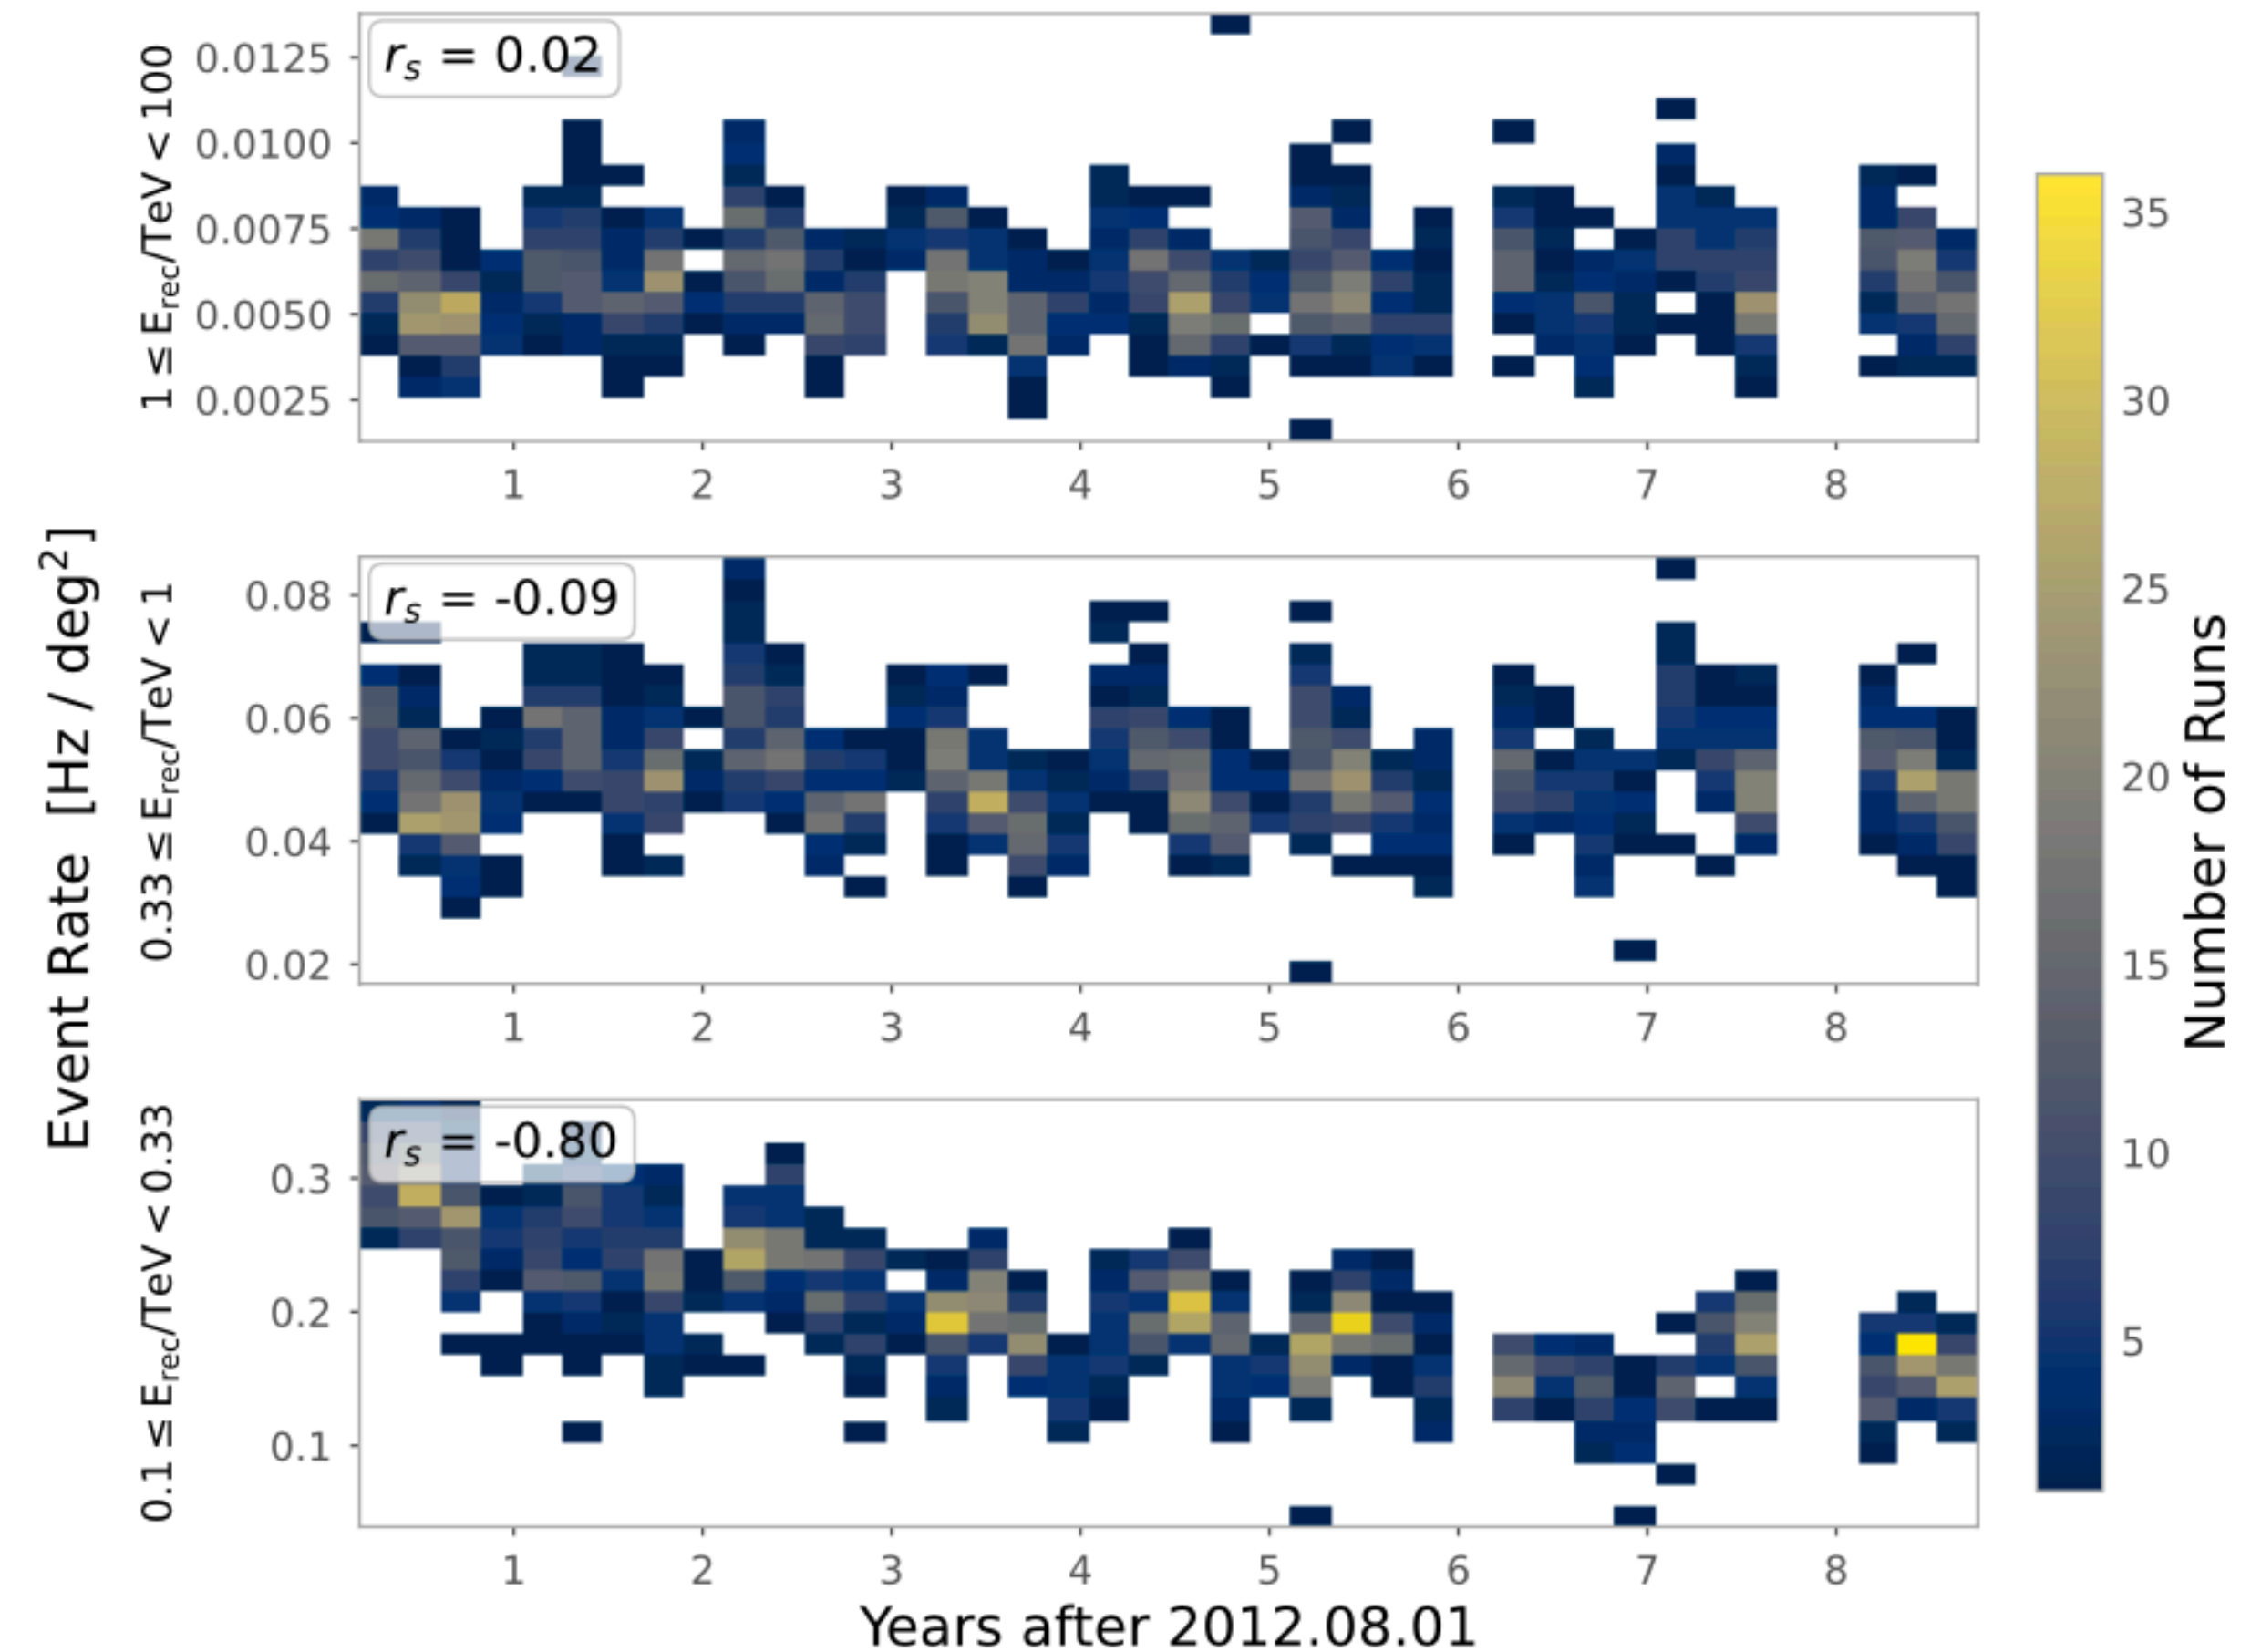 Event Rate [Hz / deg²]
1 ≤ E_rec/TeV < 100
0.0125
0.0100
0.0075
0.0050
0.0025
r_s = 0.02
1 2 3 4 5 6 7 8
0.33 ≤ E_rec/TeV < 1
0.08
0.06
0.04
0.02
r_s = -0.09
1 2 3 4 5 6 7 8
0.1 ≤ E_rec/TeV < 0.33
0.3
0.2
0.1
r_s = -0.80
1 2 3 4 5 6 7 8
Years after 2012.08.01
35
30
25
20
15
10
5
Number of Runs